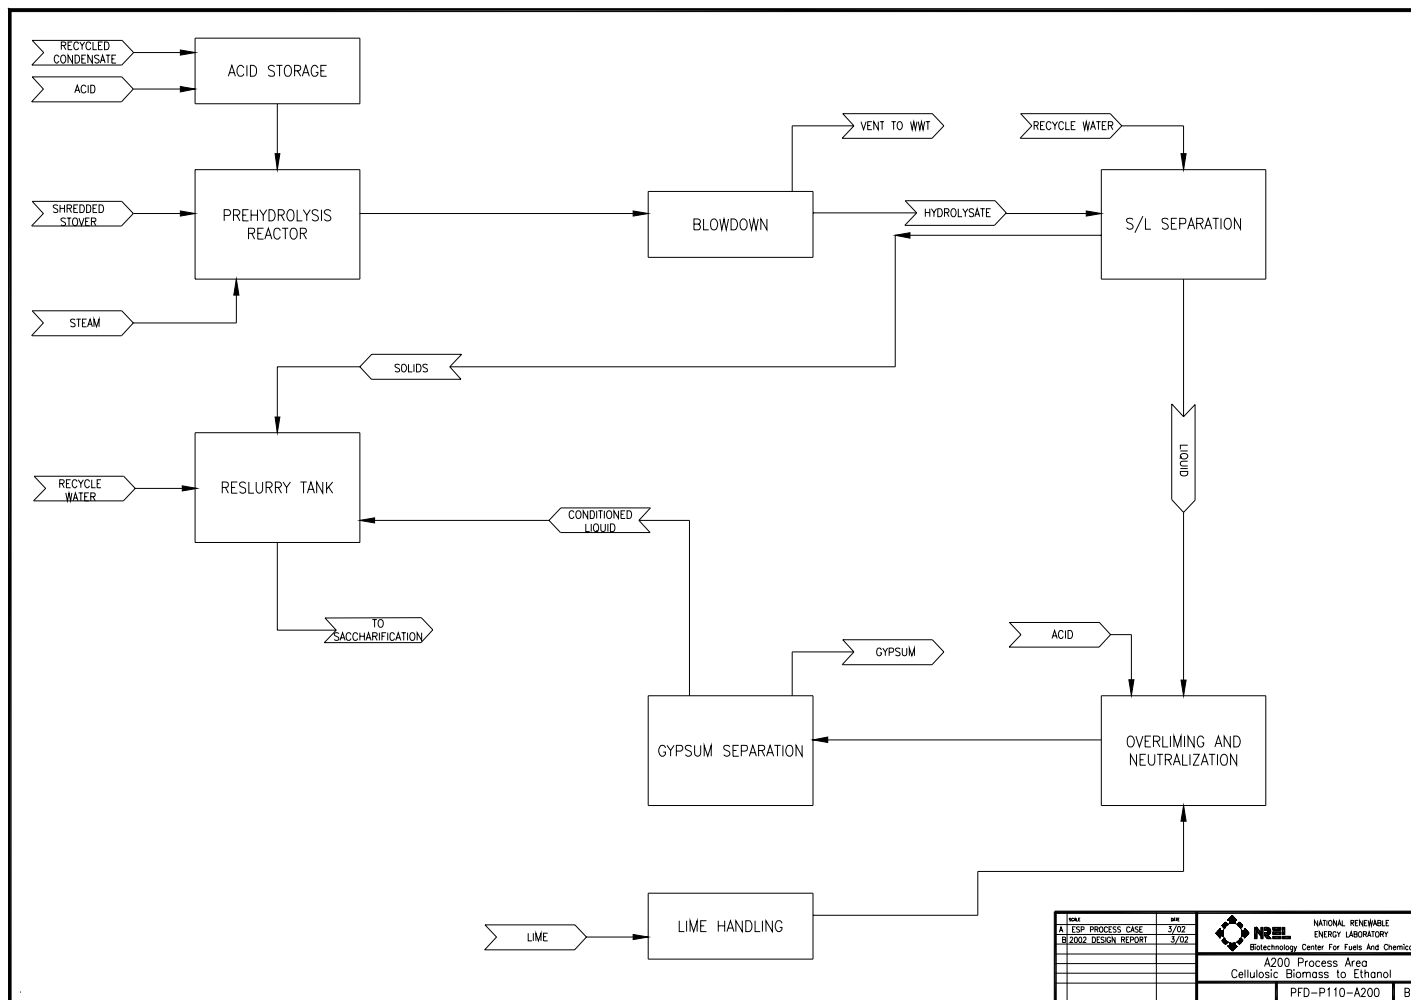 RECYCLED
CONDENSATE
ACID STORAGE
ACID
VENT TO WWT
RECYCLE WATER
SHREDDED
STOVER
PREHYDROLYSIS
REACTOR
BLOWDOWN
HYDROLYSATE
S/L SEPARATION
STEAM
SOLIDS
LIQUID
RECYCLE
WATER
RESLURRY TANK
CONDITIONED
LIQUID
TO
SACCHARIFICATION
GYPSUM
ACID
GYPSUM SEPARATION
OVERLIMING AND
NEUTRALIZATION
LIME
LIME HANDLING
DATE
A ESP PROCESS CASE 3/02
B 2002 DESIGN REPORT 3/02
NREL
NATIONAL RENEWABLE
ENERGY LABORATORY
Biotechnology Center For Fuels And Chemic
A200 Process Area
Cellulosic Biomass to Ethanol
PFD-P110-A200 B